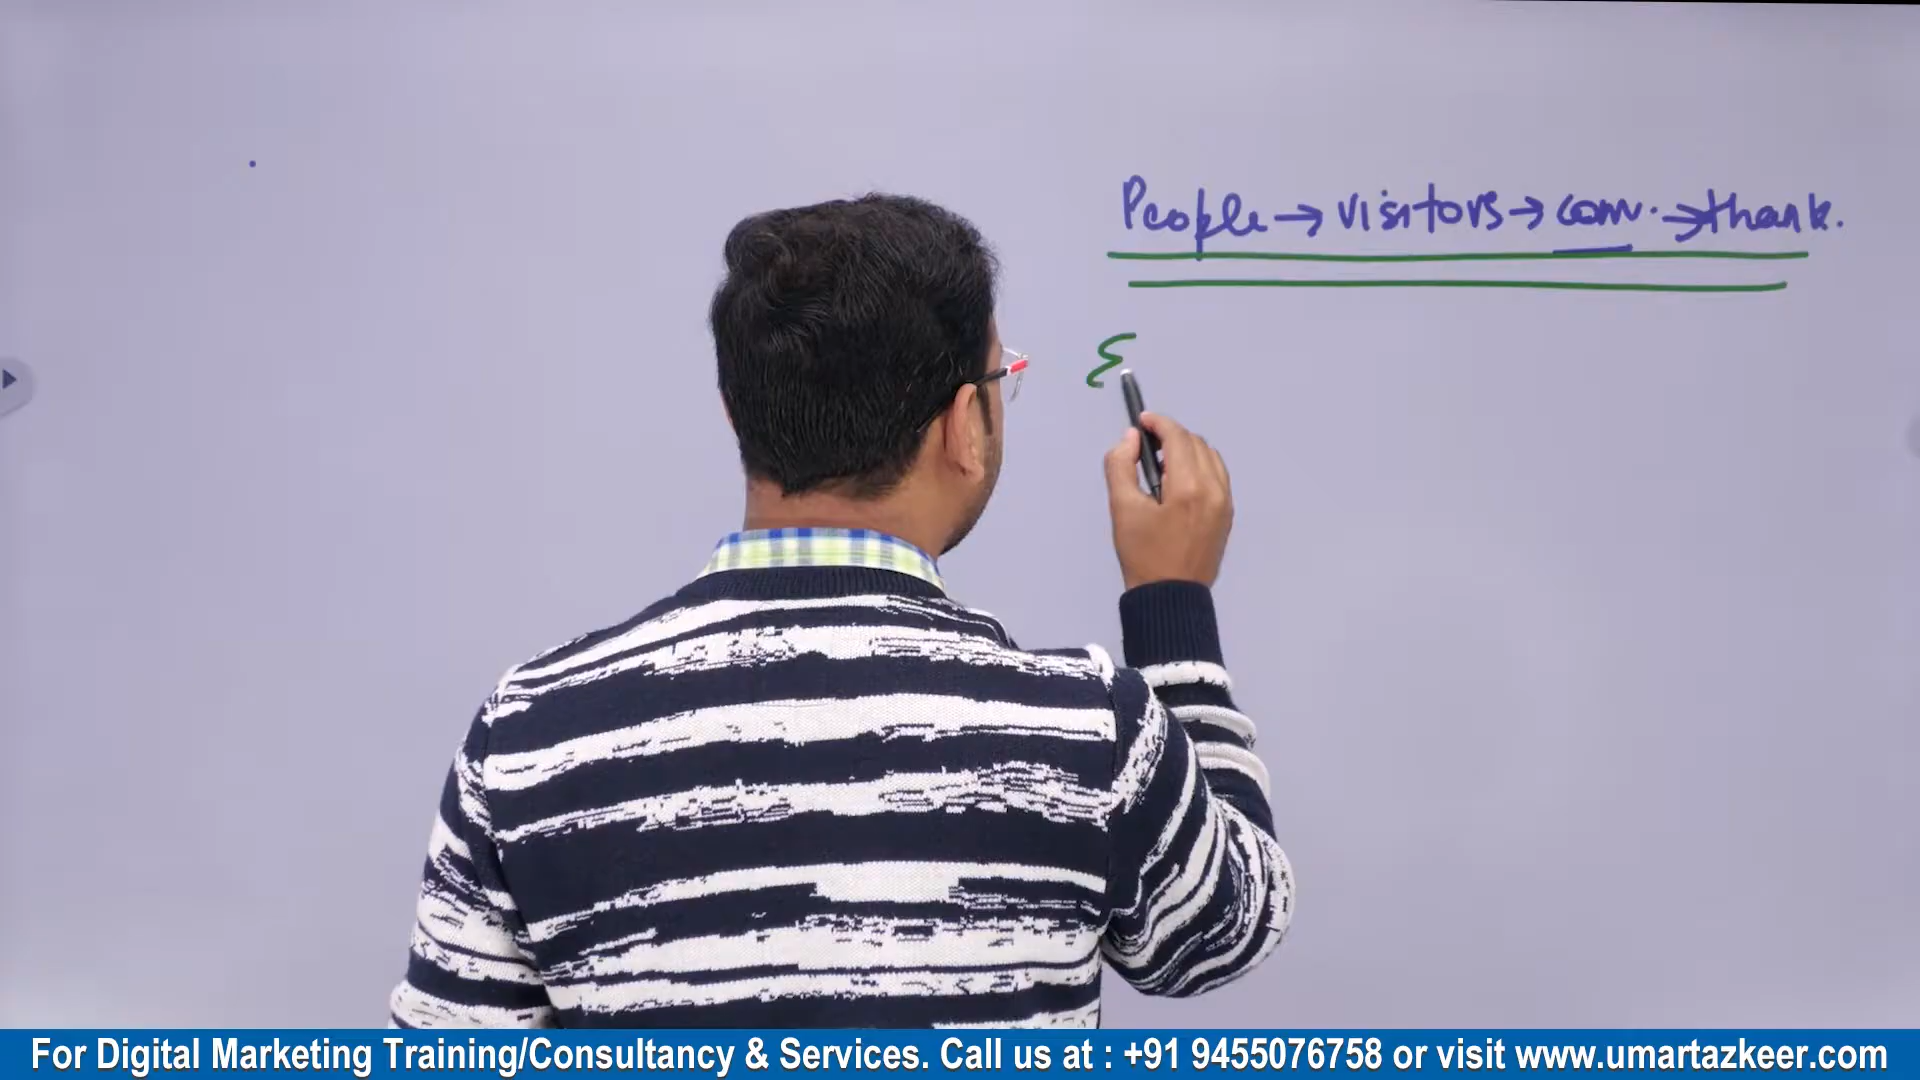 People → visitors → conv. → thank.
For Digital Marketing Training/Consultancy & Services. Call us at : +91 9455076758 or visit www.umartazkeer.com